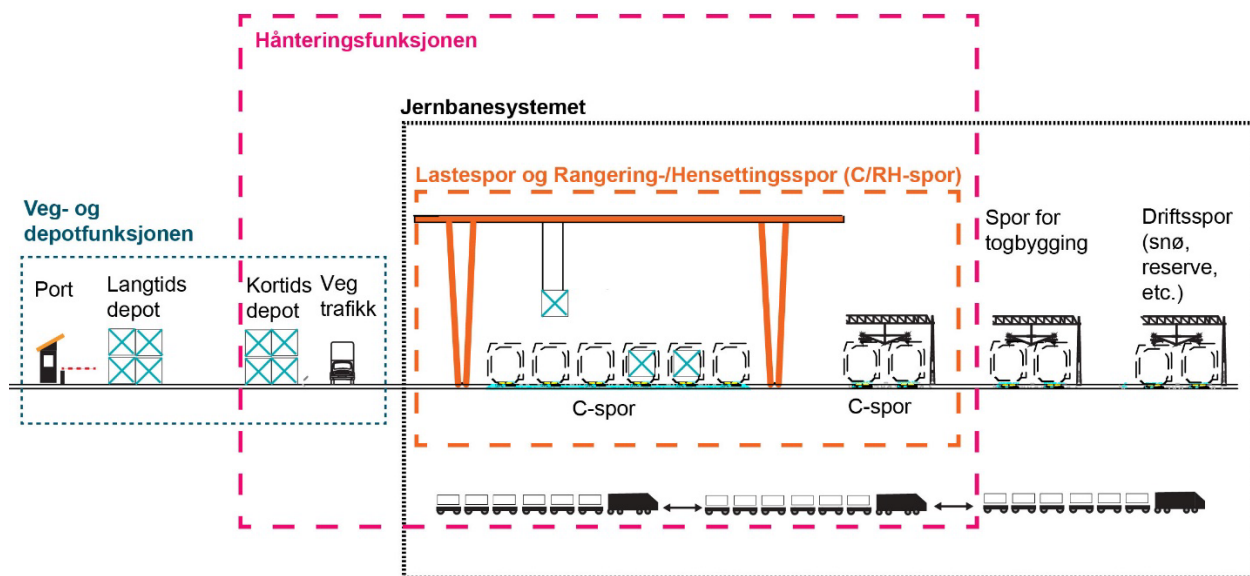 Hånteringsfunksjonen
Jernbanesystemet
Lastespor og Rangering-/Hensettingsspor (C/RH-spor)
Veg- og
depotfunksjonen
Port
Langtids
depot
Kortids
depot
Veg
trafikk
Spor for
togbygging
Driftsspor
(snø,
reserve,
etc.)
C-spor
C-spor